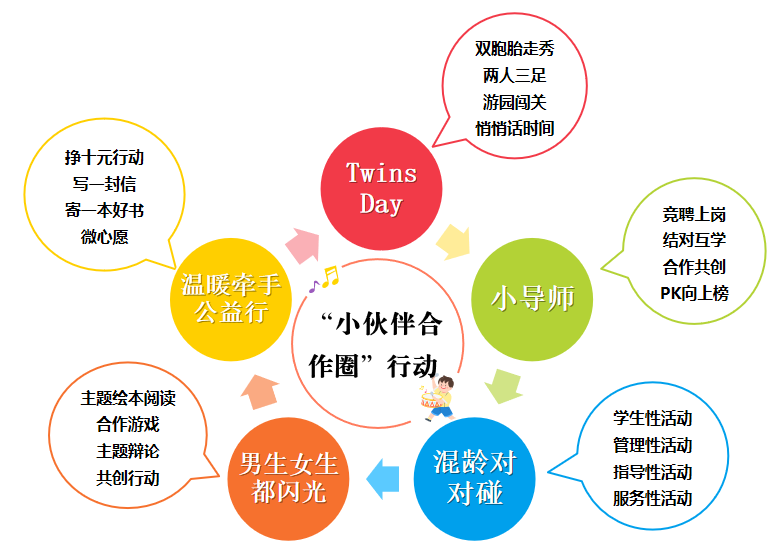 双胞胎走秀
两人三足
游园闯关
悄悄话时间
Twins
Day
竞聘上岗
结对互学
合作共创
PK向上榜
小导师
学生性活动
管理性活动
指导性活动
服务性活动
混龄对
对碰
主题绘本阅读
合作游戏
主题辩论
共创行动
男生女生
都闪光
挣十元行动
写一封信
寄一本好书
微心愿
温暖牵手
公益行
“小伙伴合
作圈”行动